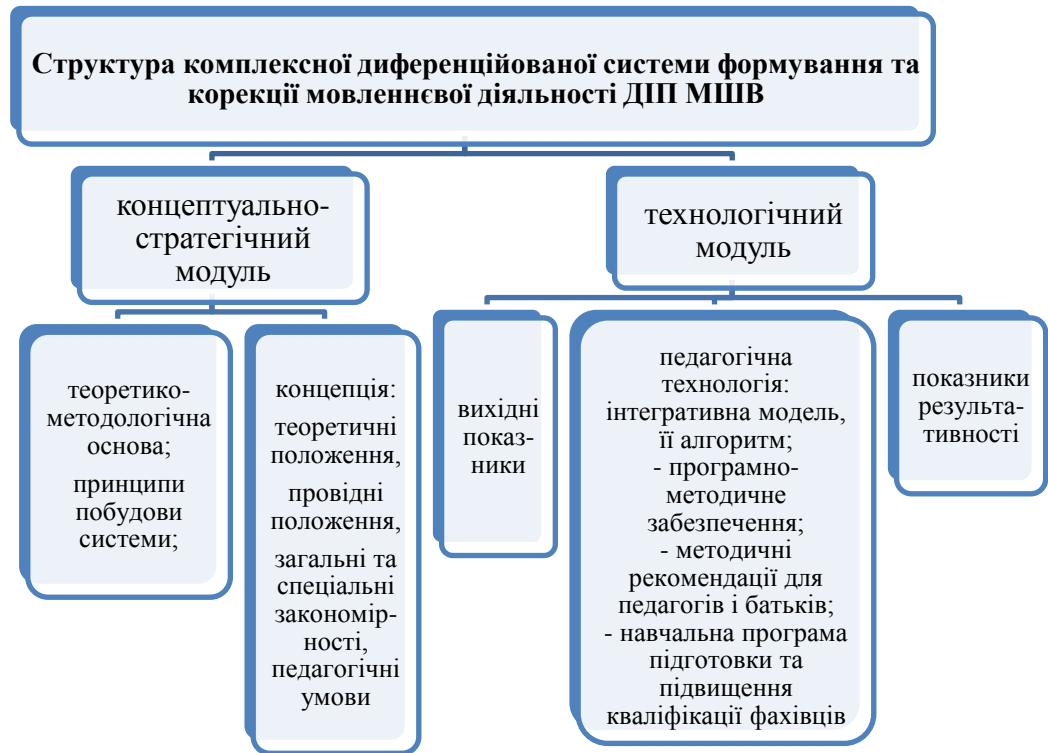 Структура комплексної диференційованої системи формування та
корекції мовленнєвої діяльності ДІП МШВ
концептуально-
стратегічний
модуль
технологічний
модуль
теоретико-
методологічна
основа;
принципи
побудови
системи;
концепція:
теоретичні
положення,
провідні
положення,
загальні та
спеціальні
закономір-
ності,
педагогічні
умови
вихідні
показ-
ники
педагогічна
технологія:
інтегративна модель,
її алгоритм;
- програмно-
методичне
забезпечення;
- методичні
рекомендації для
педагогів і батьків;
- навчальна програма
підготовки та
підвищення
кваліфікації фахівців
показники
результа-
тивності